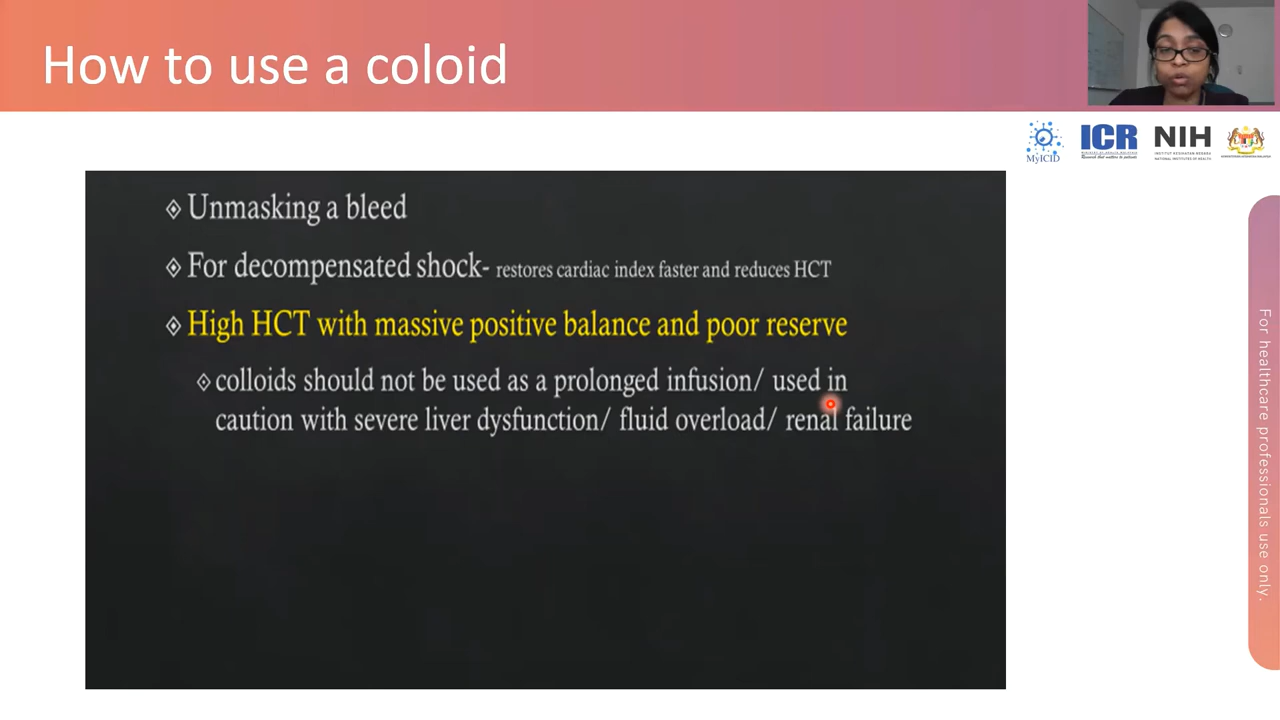 How to use a coloid
MyICID
ICR
NIH
Unmasking a bleed
For decompensated shock- restores cardiac index faster and reduces HCT
High HCT with massive positive balance and poor reserve
colloids should not be used as a prolonged infusion/ used in
caution with severe liver dysfunction/ fluid overload/ renal failure
For healthcare professionals use only.